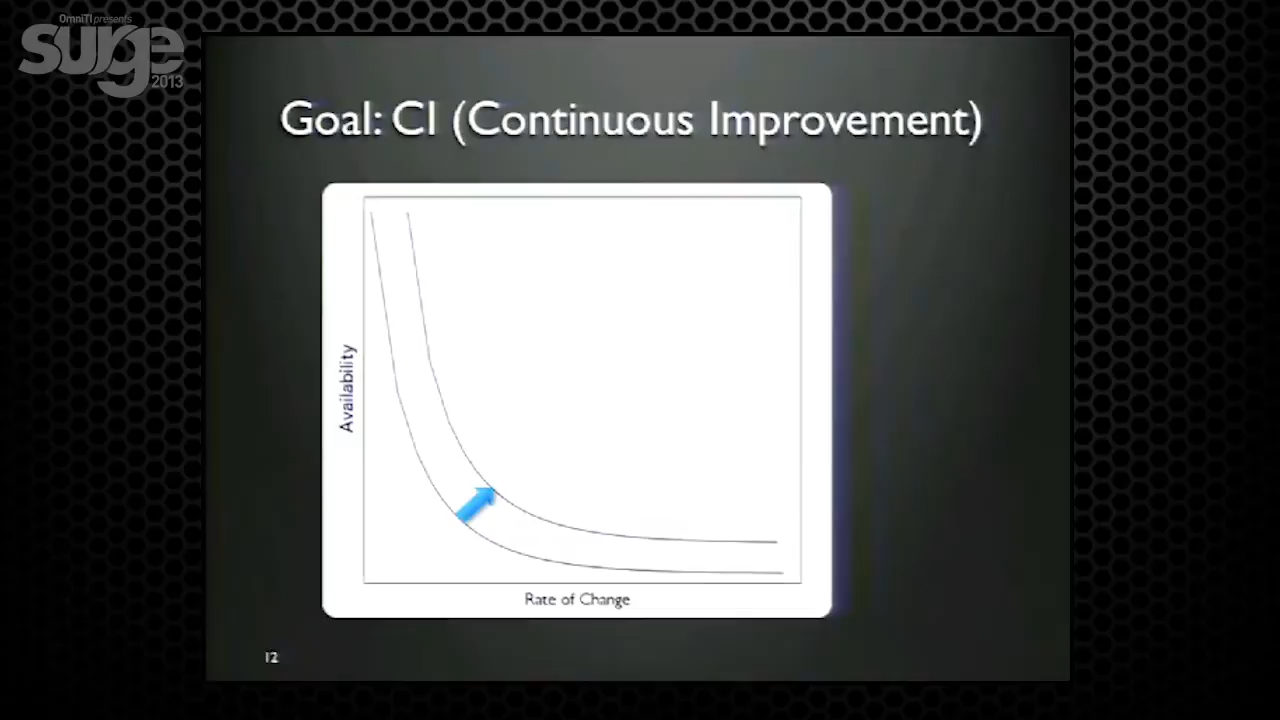 OmniTI presents
surge
2013
Goal: CI (Continuous Improvement)
Availability
Rate of Change
12